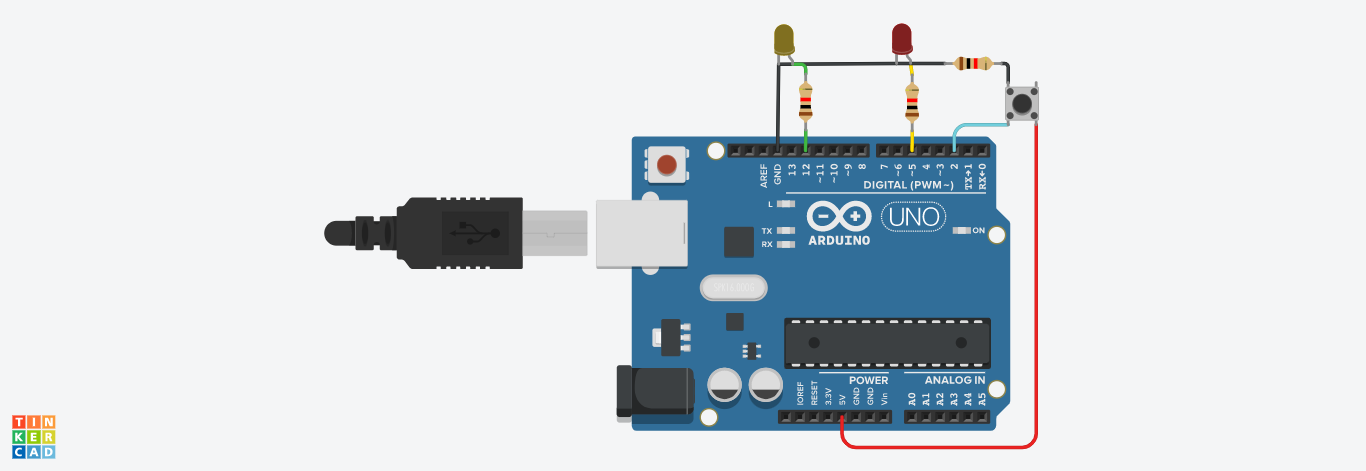 AREF
GND
13
12
~11
~10
~9
8
7
~6
~5
4
~3
2
TX→1
RX←0
DIGITAL (PWM~)
L
TX
RX
UNO
ARDUINO
ON
POWER
ANALOG IN
IOREF
RESET
3.3V
5V
GND
GND
Vin
A0
A1
A2
A3
A4
A5
TIN
KER
CAD